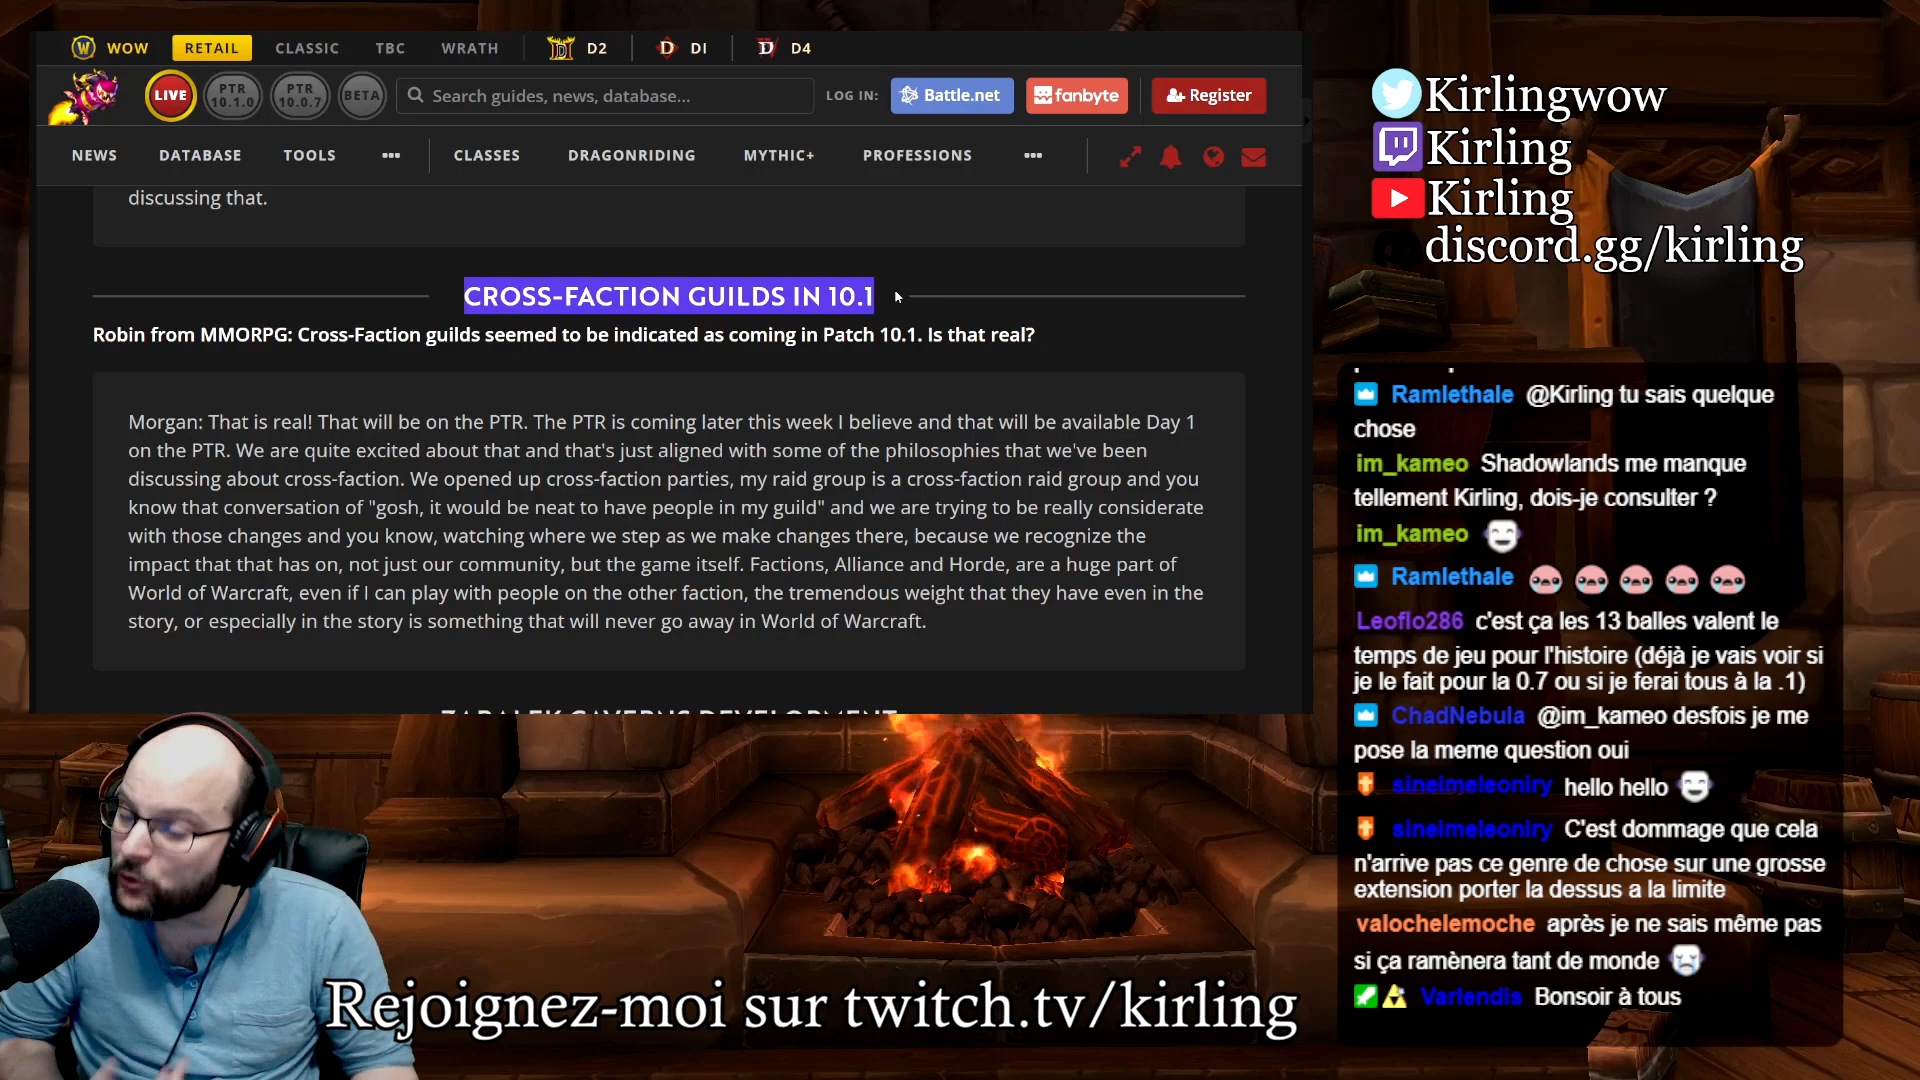 WOW RETAIL CLASSIC TBC WRATH D2 DI D4
LIVE PTR 10.1.0 PTR 10.0.7 BETA Search guides, news, database... LOG IN: Battle.net fanbyte Register
NEWS DATABASE TOOLS ••• CLASSES DRAGONRIDING MYTHIC+ PROFESSIONS •••
discussing that.
CROSS-FACTION GUILDS IN 10.1
Robin from MMORPG: Cross-Faction guilds seemed to be indicated as coming in Patch 10.1. Is that real?
Morgan: That is real! That will be on the PTR. The PTR is coming later this week I believe and that will be available Day 1
on the PTR. We are quite excited about that and that's just aligned with some of the philosophies that we've been
discussing about cross-faction. We opened up cross-faction parties, my raid group is a cross-faction raid group and you
know that conversation of "gosh, it would be neat to have people in my guild" and we are trying to be really considerate
with those changes and you know, watching where we step as we make changes there, because we recognize the
impact that that has on, not just our community, but the game itself. Factions, Alliance and Horde, are a huge part of
World of Warcraft, even if I can play with people on the other faction, the tremendous weight that they have even in the
story, or especially in the story is something that will never go away in World of Warcraft.
ZARALEK CAVERNS DEVELOPMENT
Kirlingwow
Kirling
Kirling
discord.gg/kirling
Ramlethale @Kirling tu sais quelque
chose
im_kameo Shadowlands me manque
tellement Kirling, dois-je consulter ?
im_kameo
Ramlethale
Leoflo286 c'est ça les 13 balles valent le
temps de jeu pour l'histoire (déjà je vais voir si
je le fait pour la 0.7 ou si je ferai tous à la .1)
ChadNebula @im_kameo desfois je me
pose la meme question oui
sineimeleoniry hello hello
sineimeleoniry C'est dommage que cela
n'arrive pas ce genre de chose sur une grosse
extension porter la dessus a la limite
valochelemoche après je ne sais même pas
si ça ramènera tant de monde
Varlendis Bonsoir à tous
Rejoignez-moi sur twitch.tv/kirling